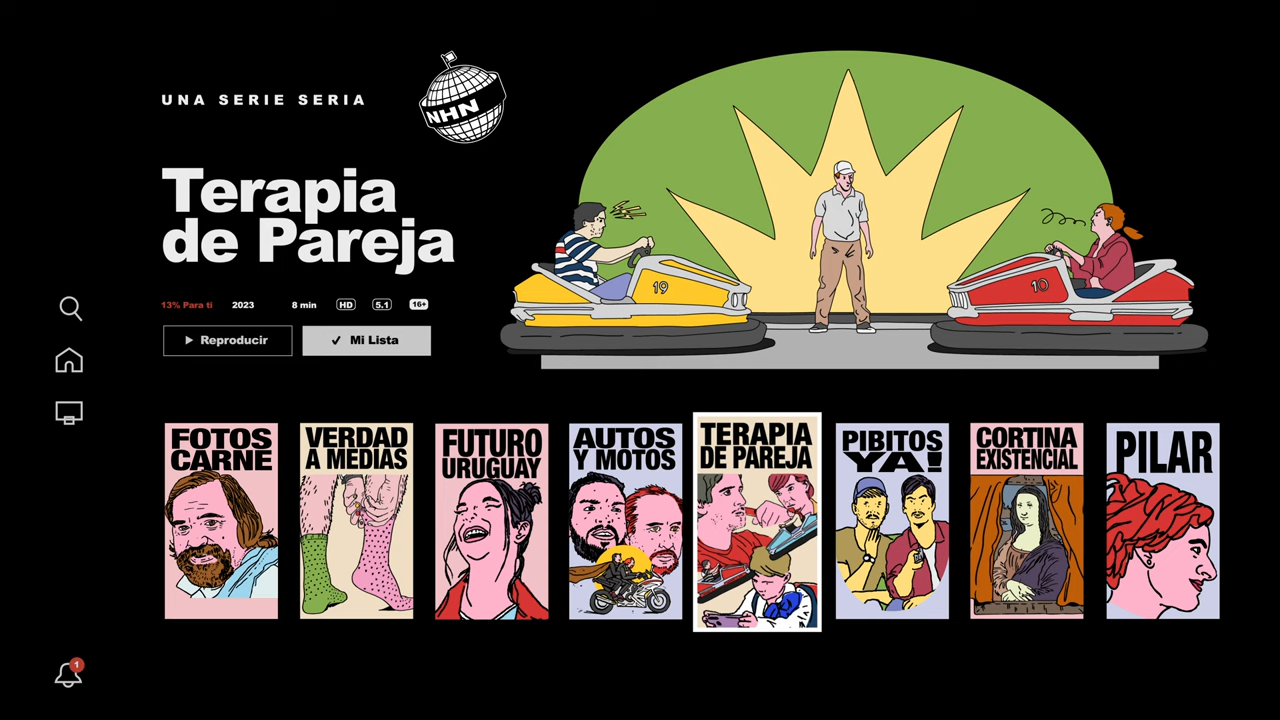 UNA SERIE SERIA
NHN
Terapia
de Pareja
13% Para ti 2023 8 min HD 5.1 16+
Reproducir
✓ Mi Lista
19
10
FOTOS
CARNE
VERDAD
A MEDIAS
FUTURO
URUGUAY
AUTOS
Y MOTOS
TERAPIA
DE PAREJA
PIBITOS
YA!
CORTINA
EXISTENCIAL
PILAR
1